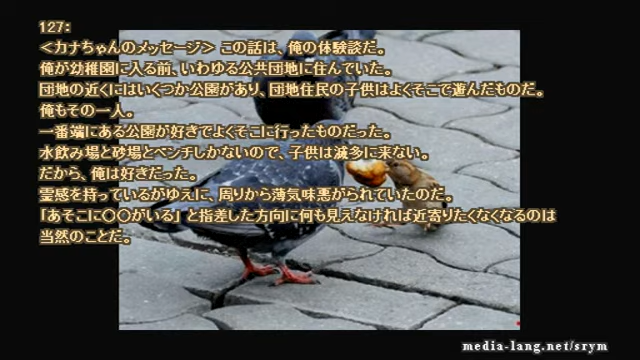 127:
＜カナちゃんのメッセージ＞ この話は、俺の体験談だ。
俺が幼稚園に入る前、いわゆる公共団地に住んでいた。
団地の近くにはいくつか公園があり、団地住民の子供はよくそこで遊んだものだ。
俺もその一人。
一番端にある公園が好きでよくそこに行ったものだった。
水飲み場と砂場とベンチしかないので、子供は滅多に来ない。
だから、俺は好きだった。
霊感を持っているがゆえに、周りから薄気味悪がられていたのだ。
「あそこに〇〇がいる」 と指差した方向に何も見えなければ近寄りたくなくなるのは
当然のことだ。
media-lang.net/srym